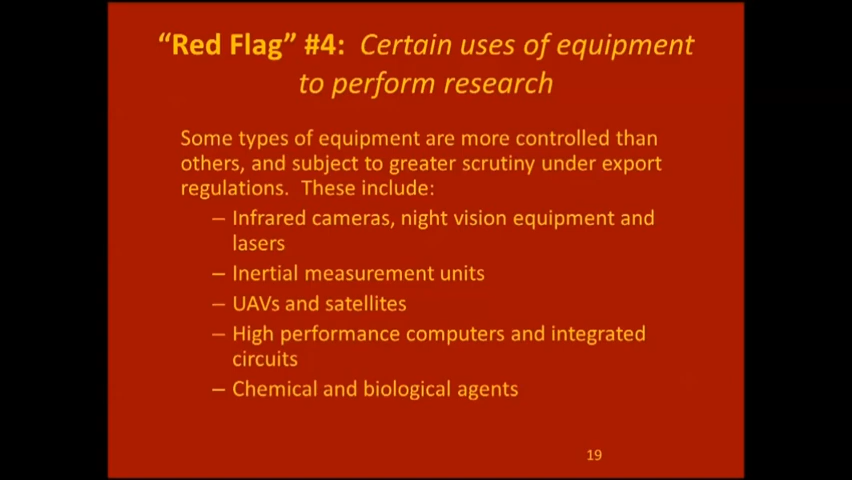 “Red Flag” #4: Certain uses of equipment
to perform research
Some types of equipment are more controlled than
others, and subject to greater scrutiny under export
regulations. These include:
– Infrared cameras, night vision equipment and
lasers
– Inertial measurement units
– UAVs and satellites
– High performance computers and integrated
circuits
– Chemical and biological agents
19